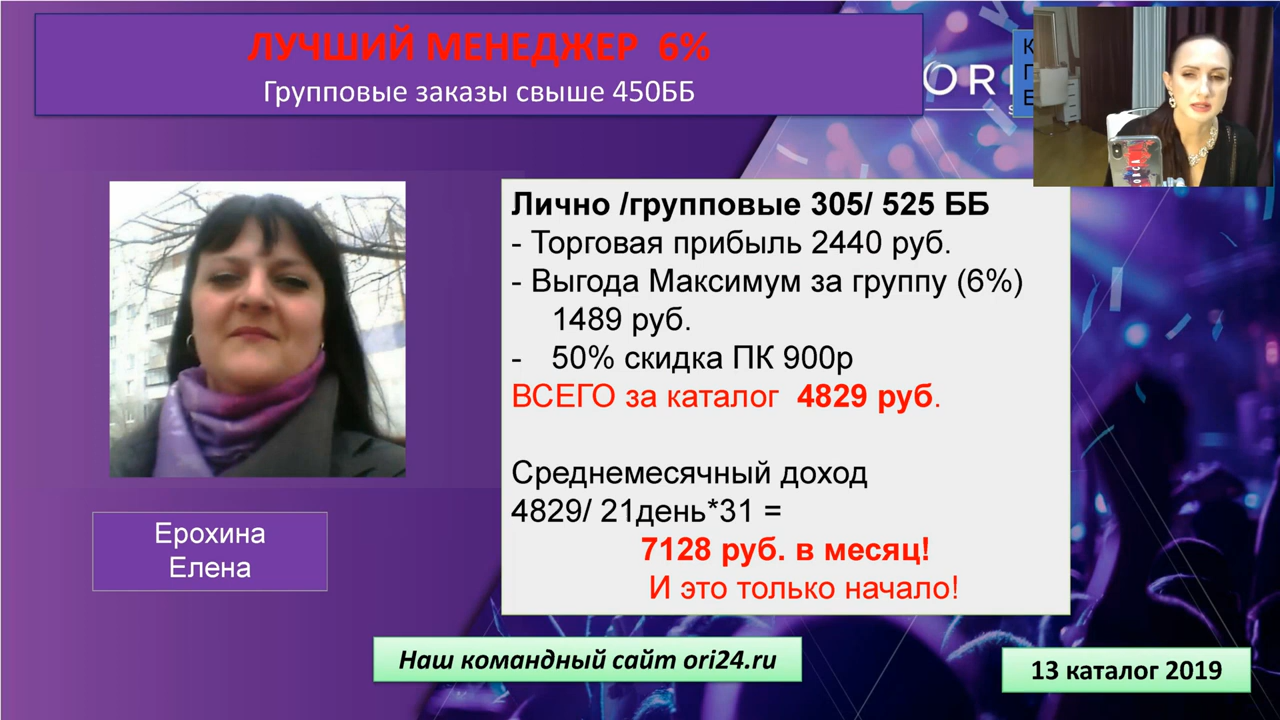 ЛУЧШИЙ МЕНЕДЖЕР 6%
Групповые заказы свыше 450ББ
ORI
Лично /групповые 305/ 525 ББ
- Торговая прибыль 2440 руб.
- Выгода Максимум за группу (6%)
1489 руб.
- 50% скидка ПК 900р
ВСЕГО за каталог 4829 руб.
Среднемесячный доход
4829/ 21день*31 =
7128 руб. в месяц!
И это только начало!
Ерохина
Елена
Наш командный сайт ori24.ru
13 каталог 2019